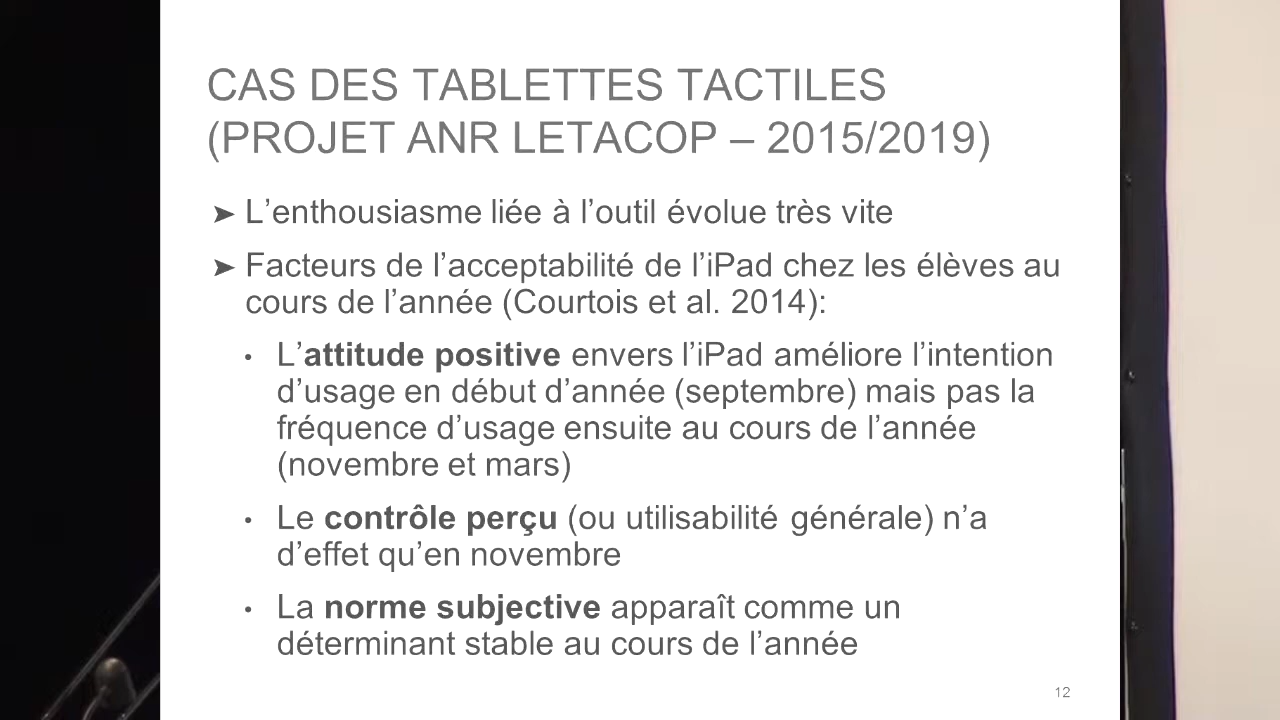 CAS DES TABLETTES TACTILES
(PROJET ANR LETACOP – 2015/2019)
➤ L’enthousiasme liée à l’outil évolue très vite
➤ Facteurs de l’acceptabilité de l’iPad chez les élèves au
cours de l’année (Courtois et al. 2014):
• L’attitude positive envers l’iPad améliore l’intention
d’usage en début d’année (septembre) mais pas la
fréquence d’usage ensuite au cours de l’année
(novembre et mars)
• Le contrôle perçu (ou utilisabilité générale) n’a
d’effet qu’en novembre
• La norme subjective apparaît comme un
déterminant stable au cours de l’année
12